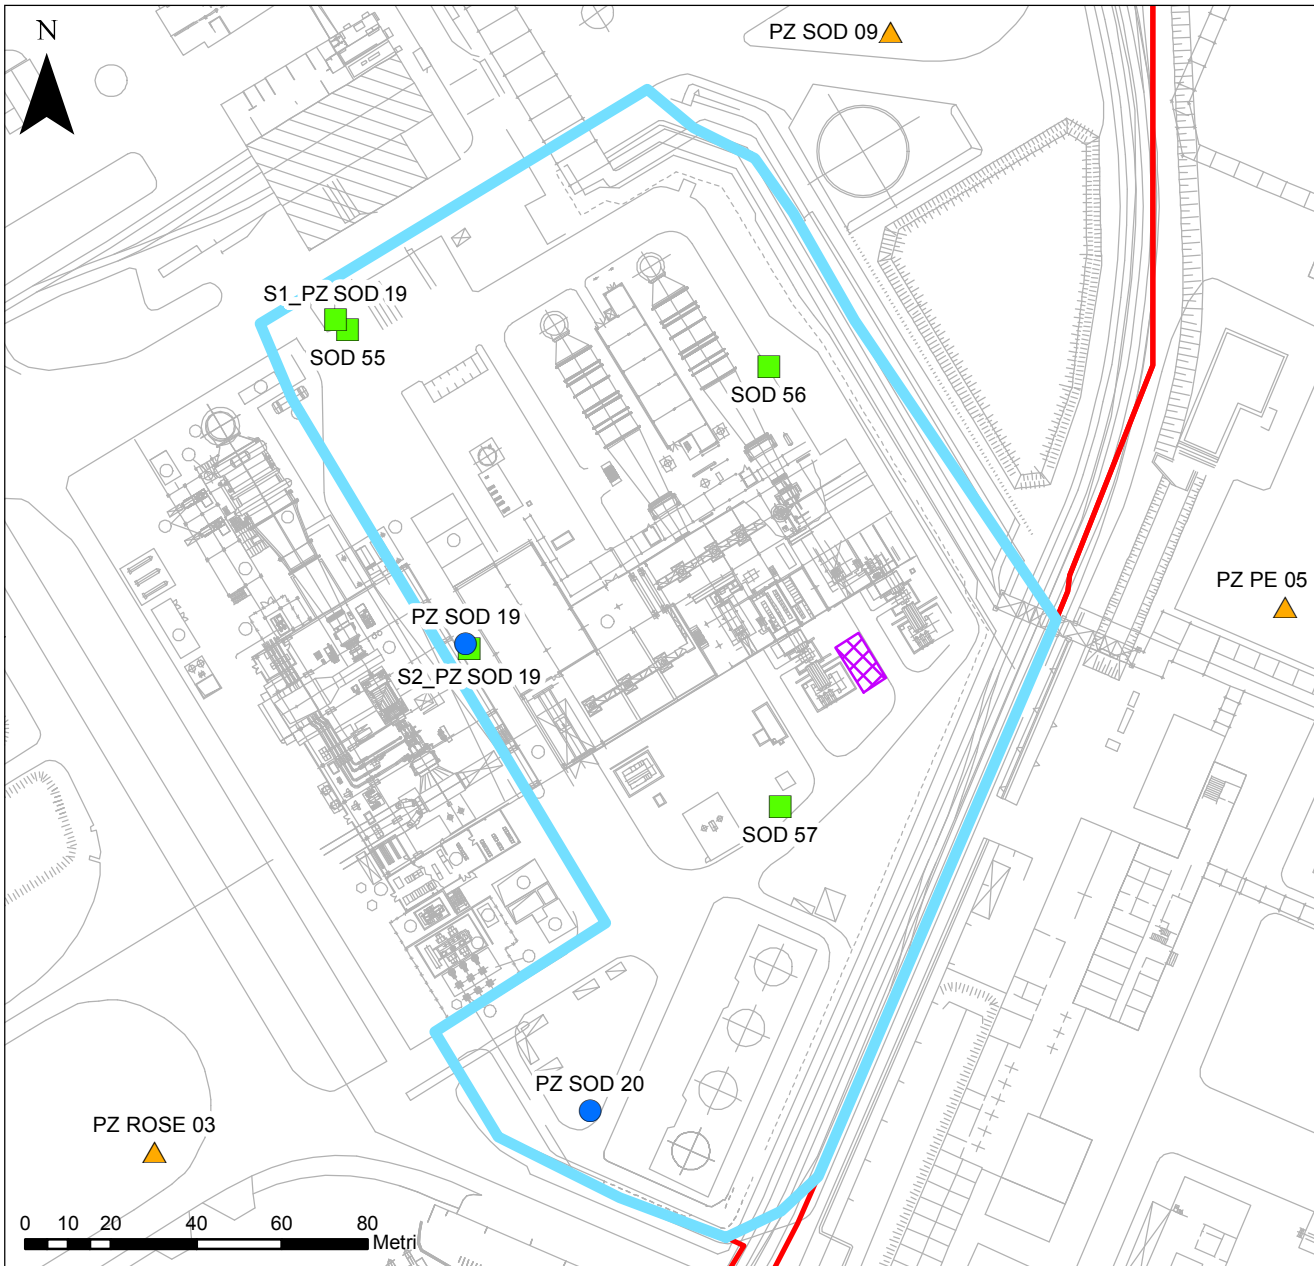 N
PZ SOD 09
S1_PZ SOD 19
SOD 55
SOD 56
PZ PE 05
PZ SOD 19
S2_PZ SOD 19
SOD 57
PZ SOD 20
PZ ROSE 03
0 10 20 40 60 80
Metri